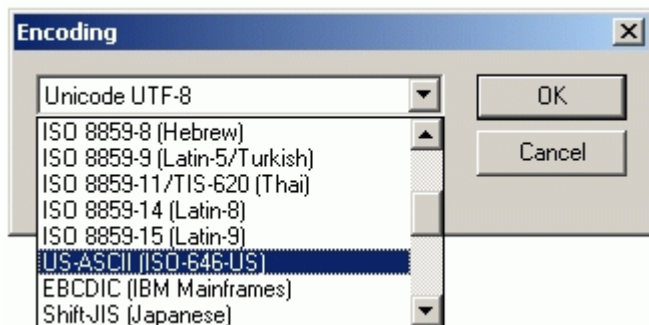 Encoding
Unicode UTF-8
OK
ISO 8859-8 (Hebrew)
ISO 8859-9 (Latin-5/Turkish)
Cancel
ISO 8859-11/TIS-620 (Thai)
ISO 8859-14 (Latin-8)
ISO 8859-15 (Latin-9)
US-ASCII (ISO-646-US)
EBCDIC (IBM Mainframes)
Shift-JIS (Japanese)